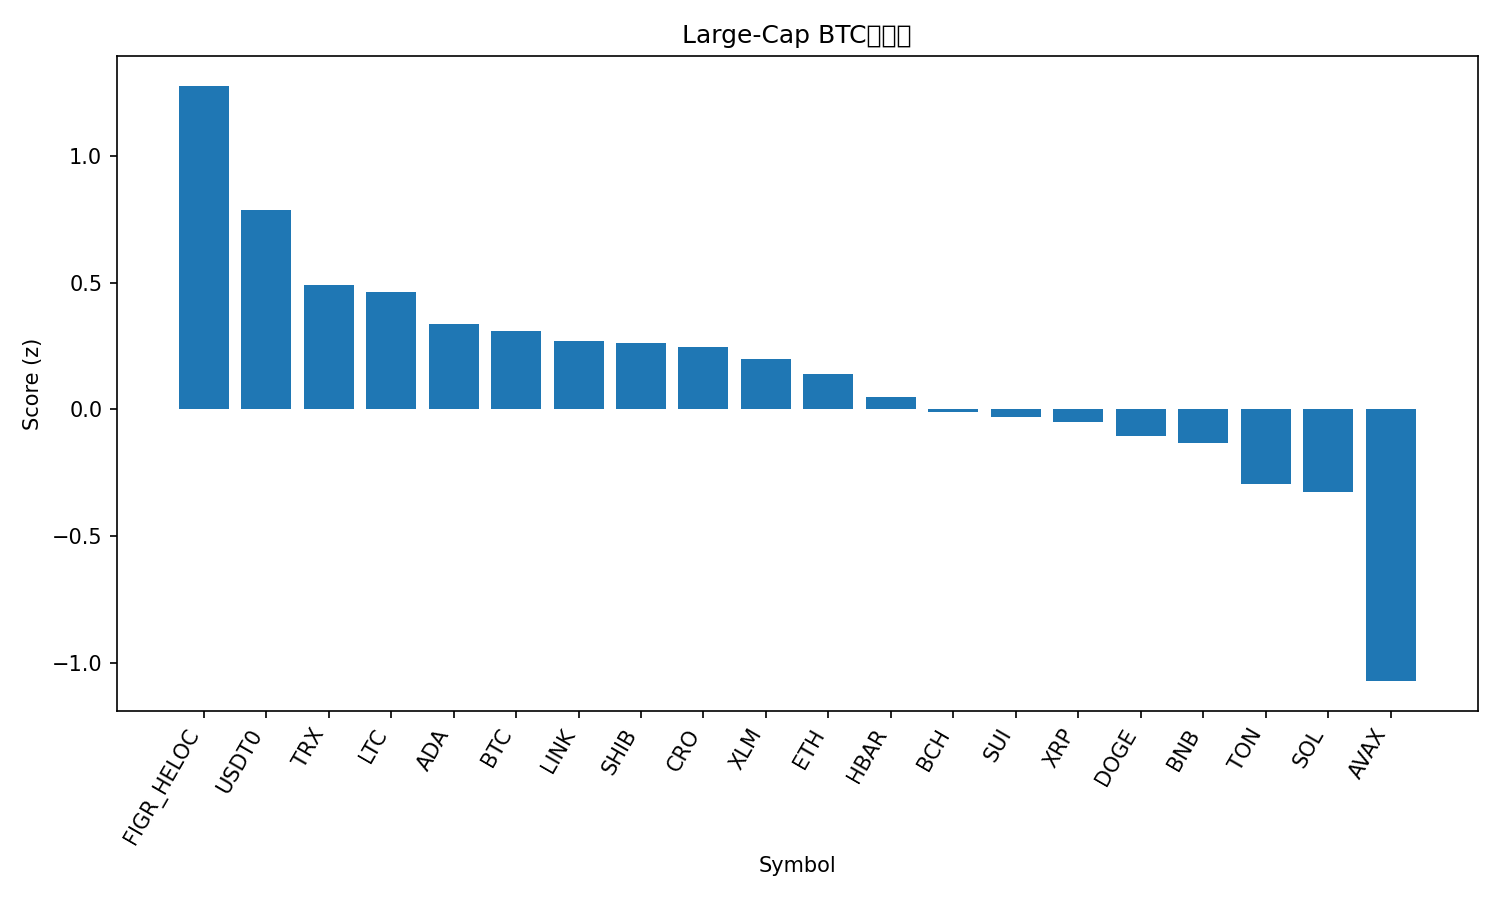 Large-Cap BTC
Score (z)
1.0
0.5
0.0
−0.5
−1.0
FIGR_HELOC
USDT0
TRX
LTC
ADA
BTC
LINK
SHIB
CRO
XLM
ETH
HBAR
BCH
SUI
XRP
DOGE
BNB
TON
SOL
AVAX
Symbol